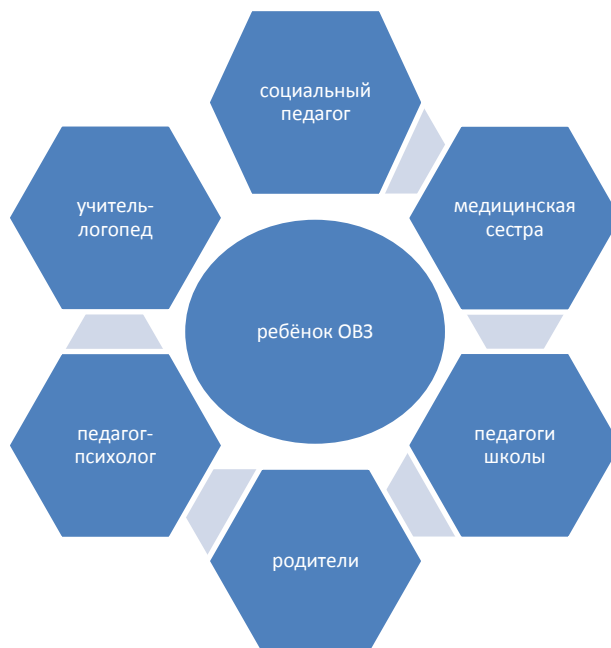 социальный
педагог
медицинская
сестра
педагоги
школы
родители
педагог-
психолог
учитель-
логопед
ребёнок ОВЗ